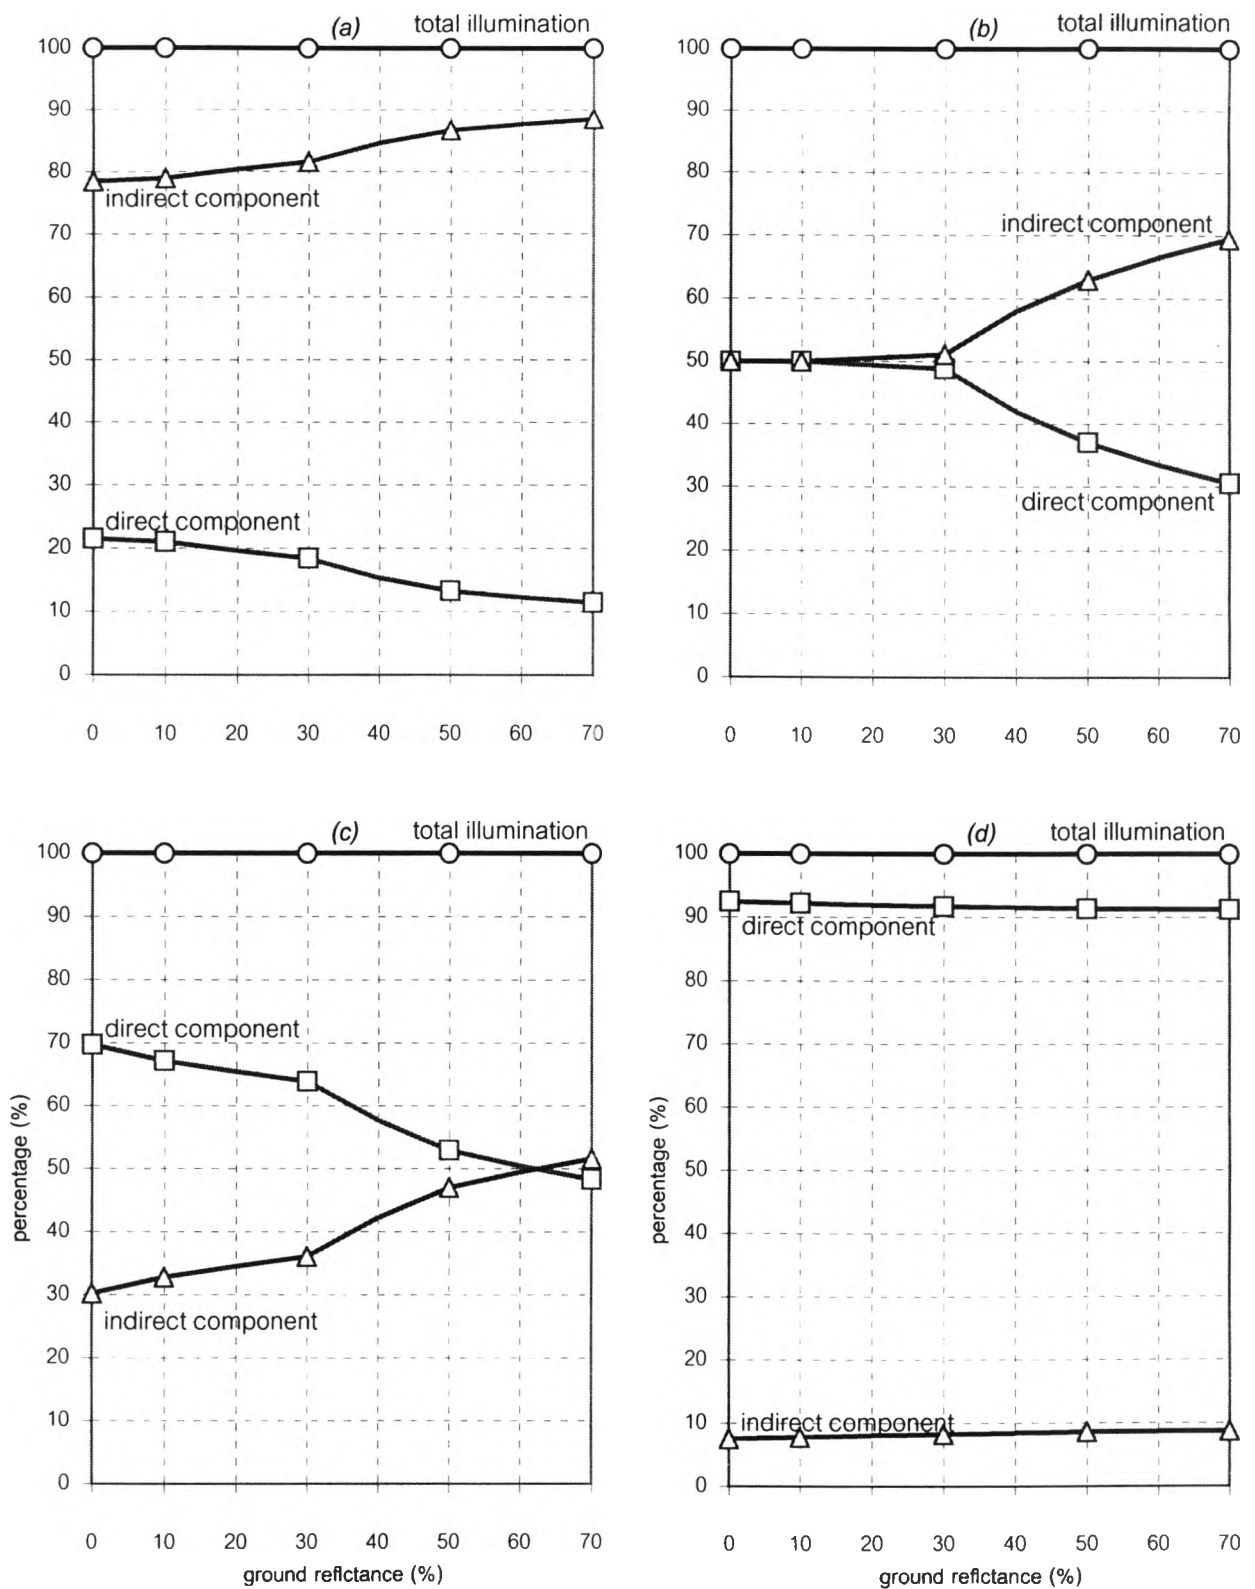 (a) total illumination
100
90
80
indirect component
70
60
50
40
30
direct component
20
10
0
0 10 20 30 40 50 60 70
(b) total illumination
100
90
80
indirect component
70
60
50
40
30
direct component
20
10
0
0 10 20 30 40 50 60 70
(c) total illumination
100
90
80
direct component
70
60
50
40
30
indirect component
20
10
0
percentage (%)
0 10 20 30 40 50 60 70
ground reflctance (%)
(d) total illumination
100
90
direct component
80
70
60
50
40
30
20
10
indirect component
0
percentage (%)
0 10 20 30 40 50 60 70
ground reflctance (%)